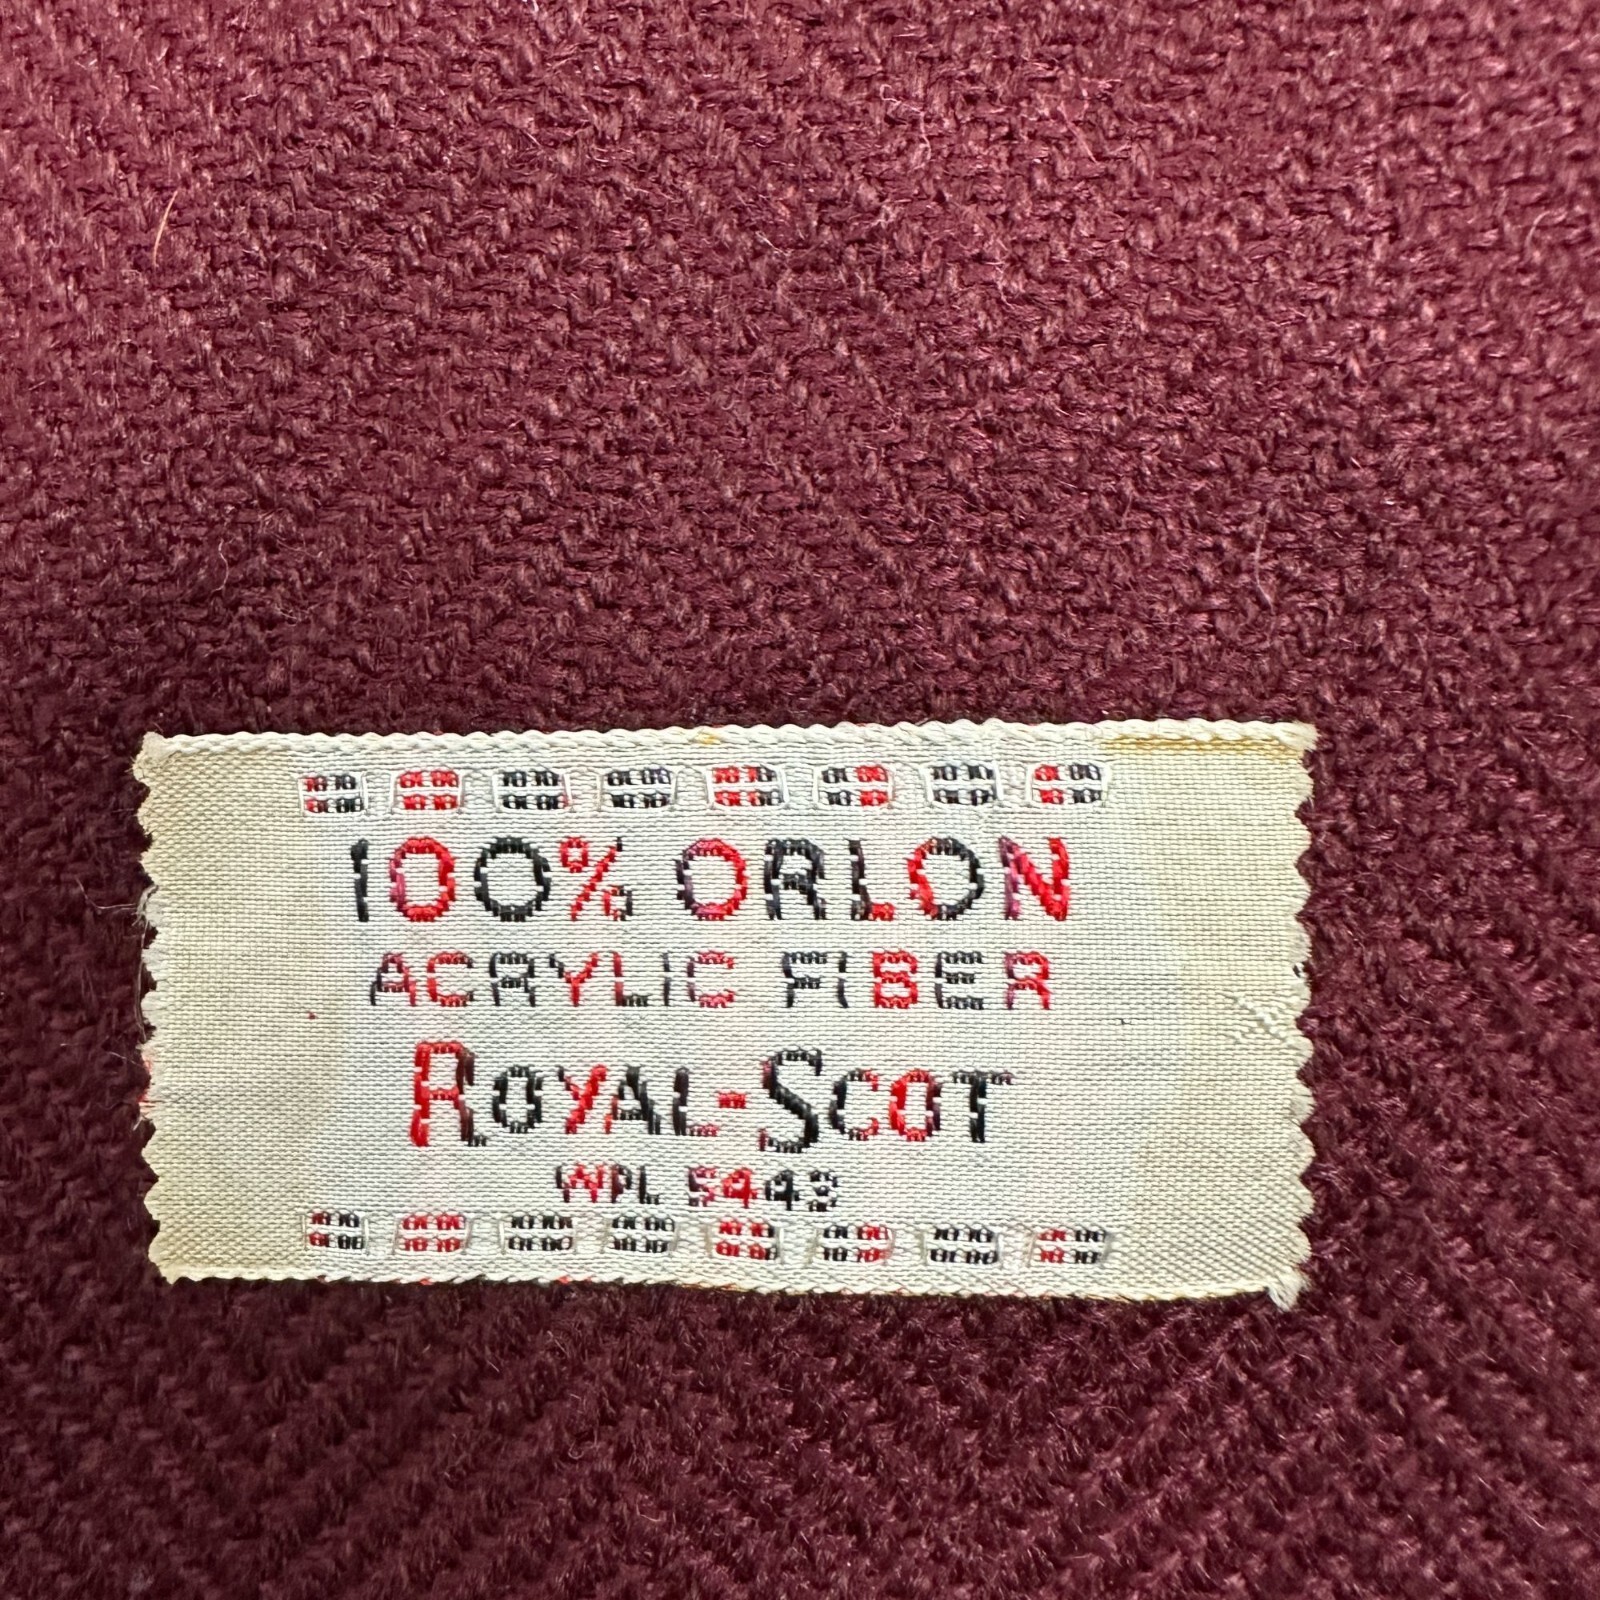 100% ORLON
ACRYLIC FIBER
ROYAL-SCOT
WPL 5443